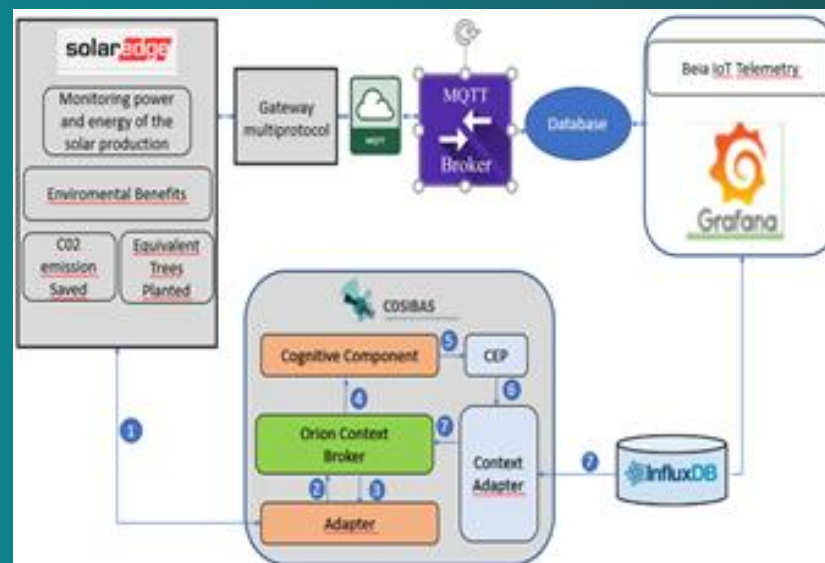 solaredge
Monitoring power
and energy of the
solar production
Enviromental Benefits
C02
emission
Saved
Equivalent
Trees
Planted
Gateway
multiprotocol
MQTT
MQTT
Broker
Database
Beia IoT Telemetry
Grafana
COSIBAS
Cognitive Component
5
CEP
4
6
Orion Context
Broker
7
Context
Adapter
2
3
Adapter
1
7
InfluxDB